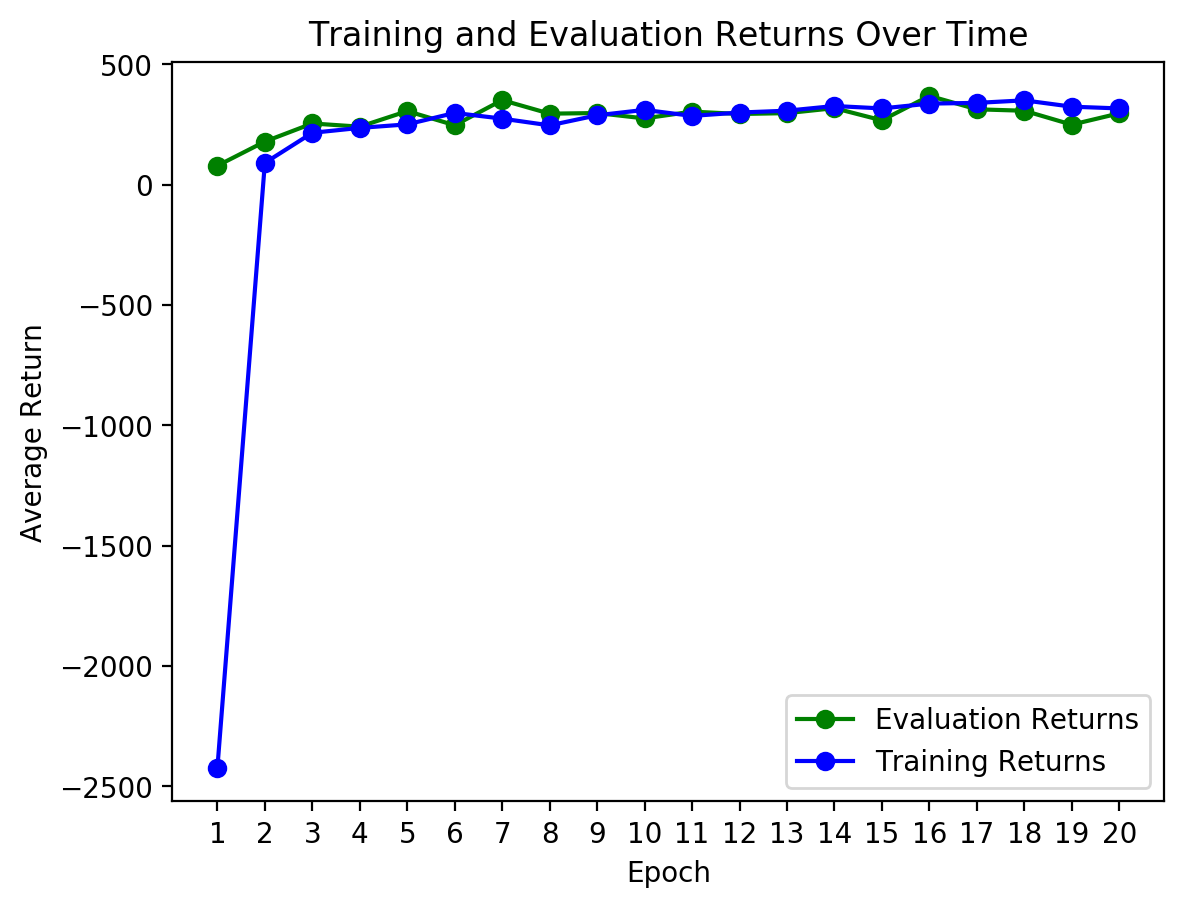 Training and Evaluation Returns Over Time
500
0
−500
−1000
−1500
−2000
−2500
Average Return
Evaluation Returns
Training Returns
1 2 3 4 5 6 7 8 9 10 11 12 13 14 15 16 17 18 19 20
Epoch